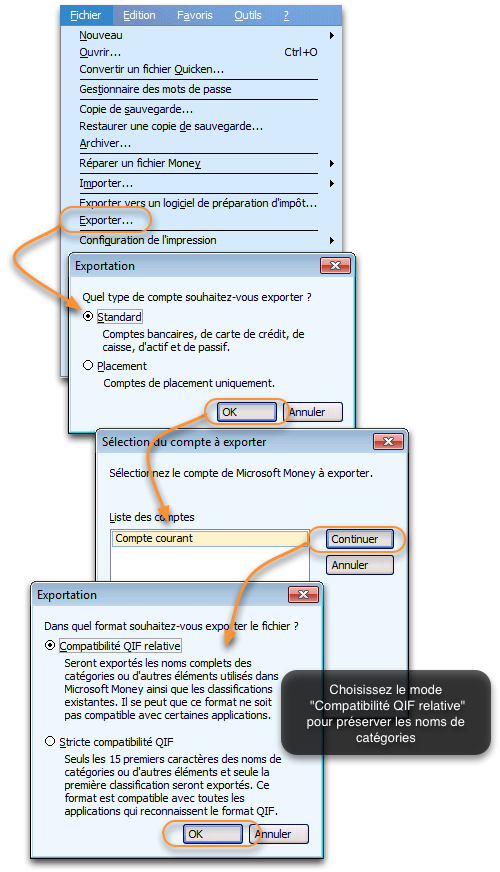 Fichier Edition Favoris Outils ?
Nouveau
Ouvrir... Ctrl+O
Convertir un fichier Quicken...
Gestionnaire des mots de passe
Copie de sauvegarde...
Restaurer une copie de sauvegarde...
Archiver...
Réparer un fichier Money
Importer...
Exporter vers un logiciel de préparation d'impôt...
Exporter...
Configuration de l'impression
Exportation
Quel type de compte souhaitez-vous exporter ?
Standard
Comptes bancaires, de carte de crédit, de
caisse, d'actif et de passif.
Placement
Comptes de placement uniquement.
OK Annuler
Sélection du compte à exporter
Sélectionnez le compte de Microsoft Money à exporter.
Liste des comptes
Compte courant
Continuer
Annuler
Exportation
Dans quel format souhaitez-vous exporter le fichier ?
Compatibilité QIF relative
Seront exportés les noms complets des
catégories ou d'autres éléments utilisés dans
Microsoft Money ainsi que les classifications
existantes. Il se peut que ce format ne soit
pas compatible avec certaines applications.
Stricte compatibilité QIF
Seuls les 15 premiers caractères des noms de
catégories ou d'autres éléments et seule la
première classification seront exportés. Ce
format est compatible avec toutes les
applications qui reconnaissent le format QIF.
OK Annuler
Choisissez le mode
"Compatibilité QIF relative"
pour préserver les noms de
catégories